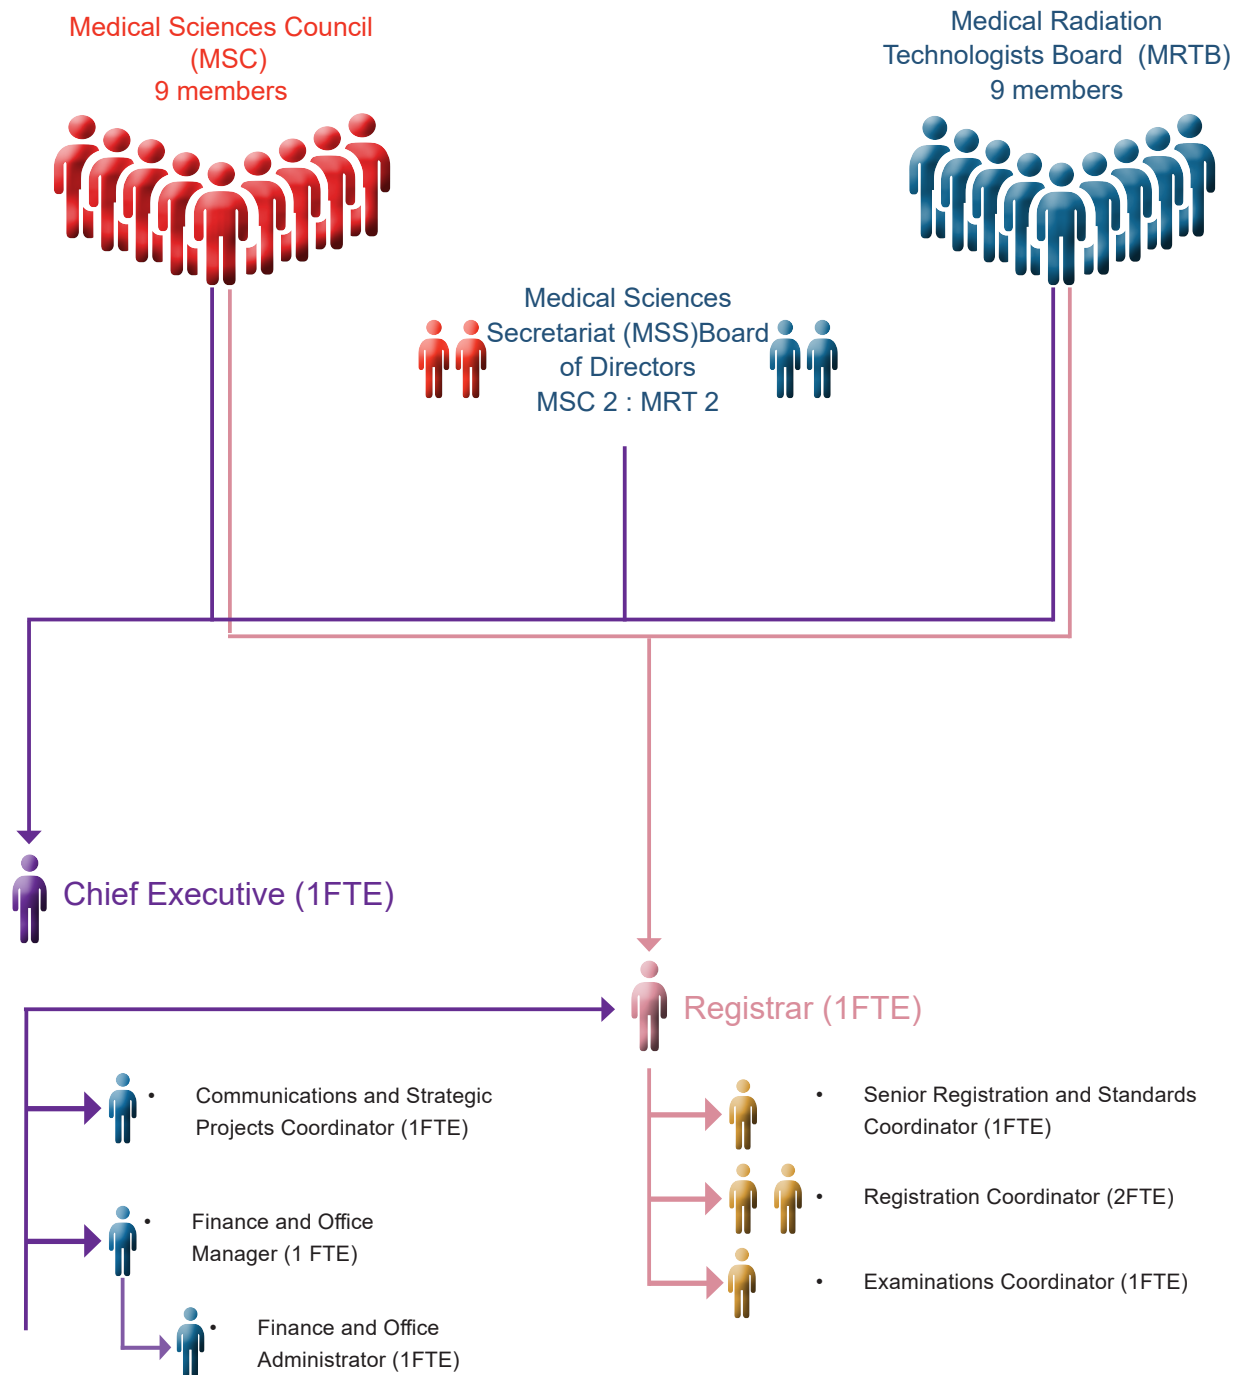 Medical Sciences Council
(MSC)
9 members
Medical Radiation
Technologists Board  (MRTB)
9 members
Medical Sciences
Secretariat (MSS)Board
of Directors
MSC 2 : MRT 2
Chief Executive (1FTE)
Registrar (1FTE)
• Communications and Strategic
Projects Coordinator (1FTE)
• Finance and Office
Manager (1 FTE)
• Finance and Office
Administrator (1FTE)
• Senior Registration and Standards
Coordinator (1FTE)
• Registration Coordinator (2FTE)
• Examinations Coordinator (1FTE)